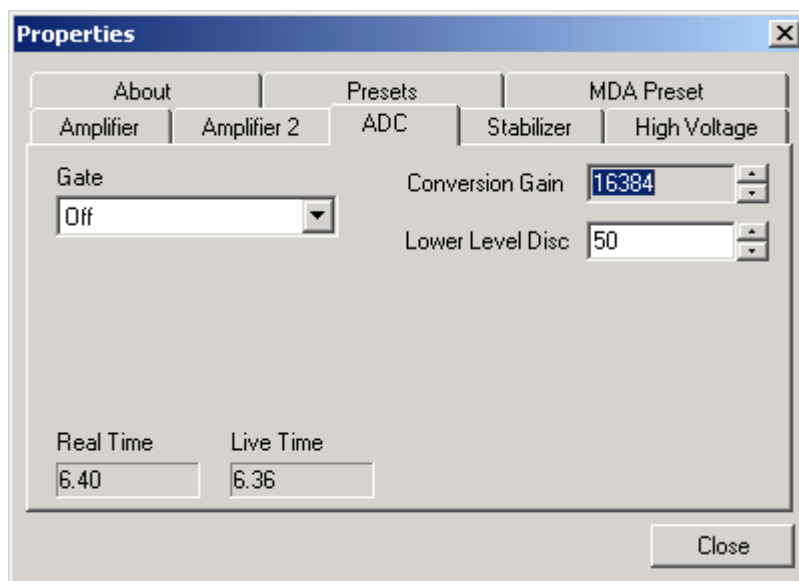 Properties
About Presets MDA Preset
Amplifier Amplifier 2 ADC Stabilizer High Voltage
Gate
Off
Conversion Gain 16384
Lower Level Disc 50
Real Time Live Time
6.40 6.36
Close